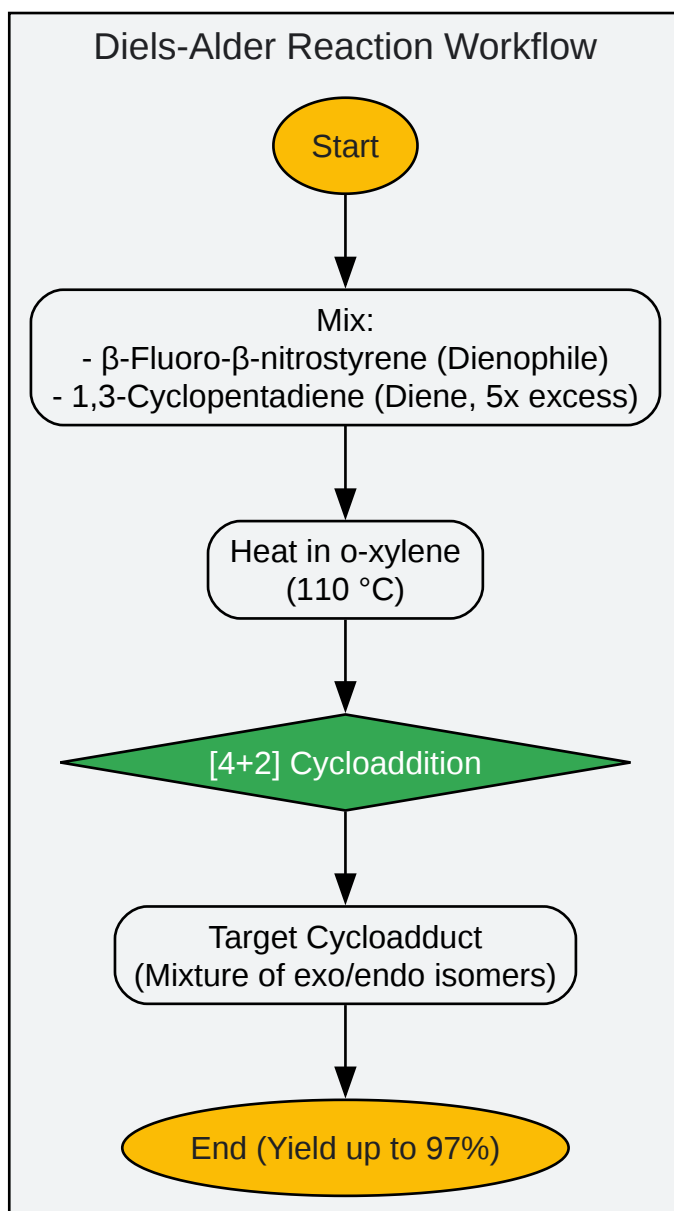 Diels-Alder Reaction Workflow
Start
Mix:
- β-Fluoro-β-nitrostyrene (Dienophile)
- 1,3-Cyclopentadiene (Diene, 5x excess)
Heat in o-xylene
(110 °C)
[4+2] Cycloaddition
Target Cycloadduct
(Mixture of exo/endo isomers)
End (Yield up to 97%)